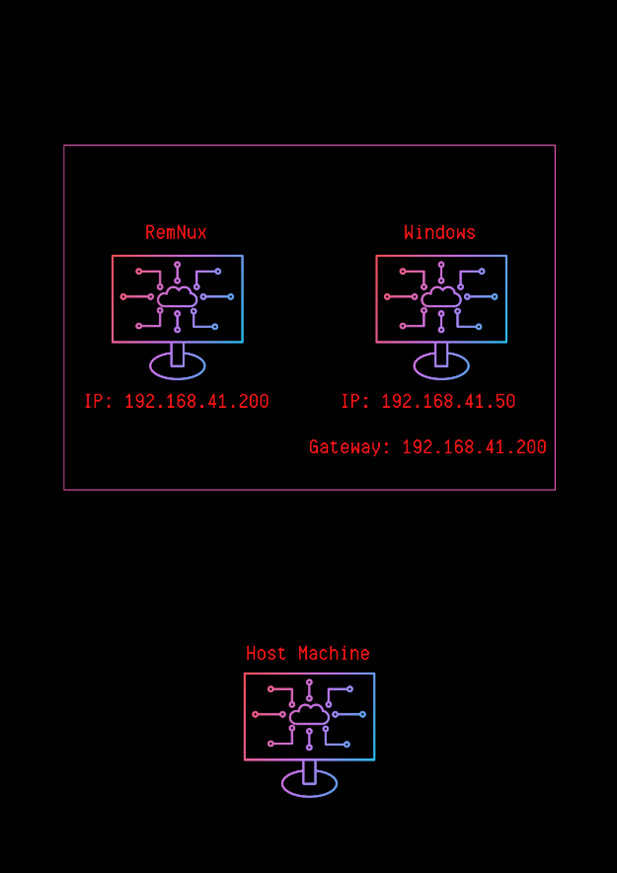 RemNux
Windows
IP: 192.168.41.200
IP: 192.168.41.50
Gateway: 192.168.41.200
Host Machine